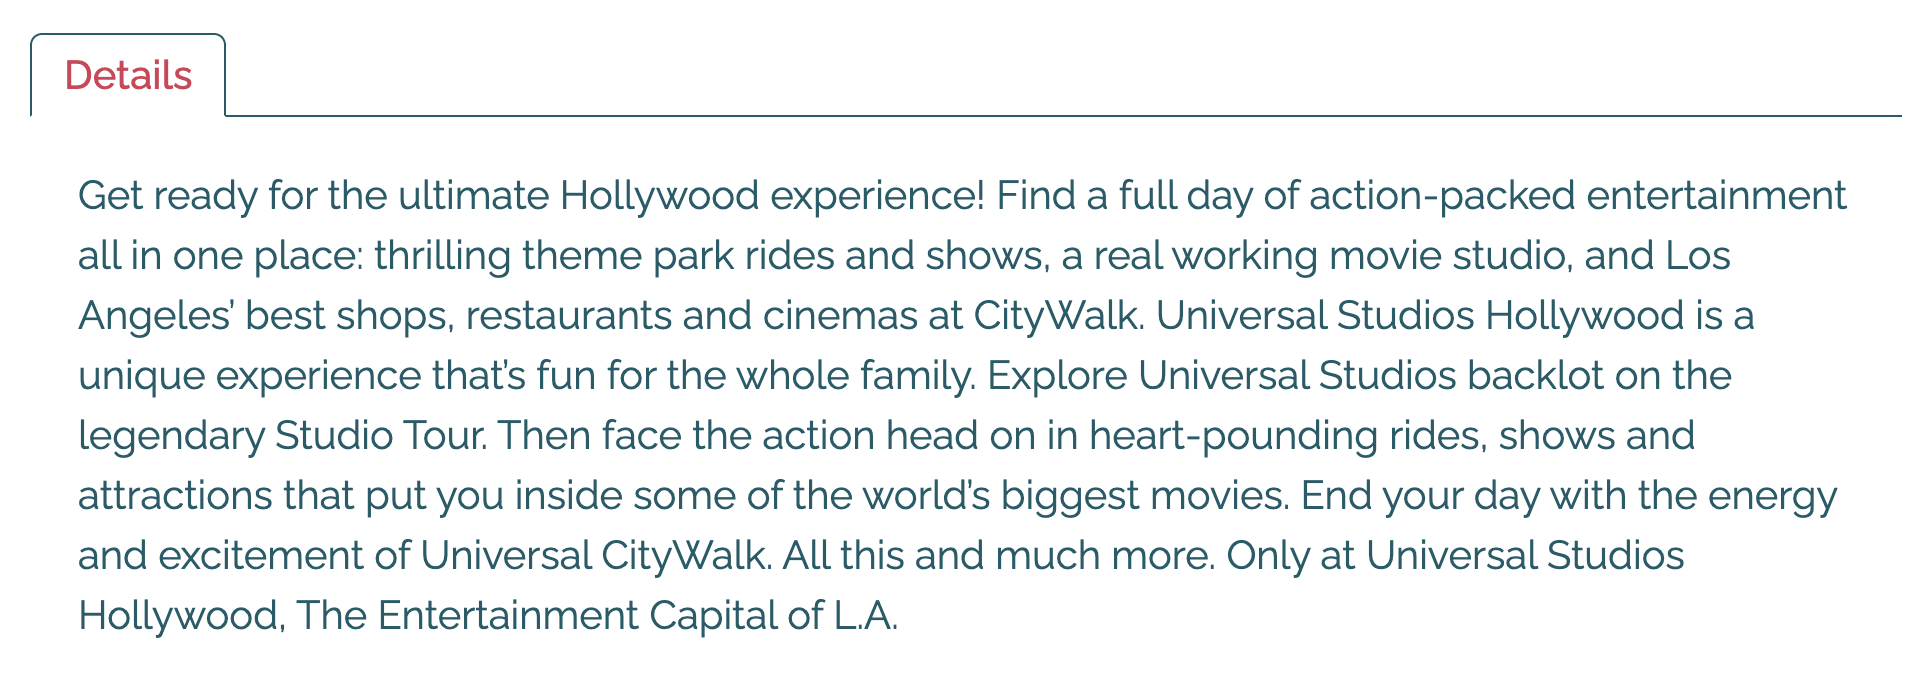 Details
Get ready for the ultimate Hollywood experience! Find a full day of action-packed entertainment
all in one place: thrilling theme park rides and shows, a real working movie studio, and Los
Angeles’ best shops, restaurants and cinemas at CityWalk. Universal Studios Hollywood is a
unique experience that’s fun for the whole family. Explore Universal Studios backlot on the
legendary Studio Tour. Then face the action head on in heart-pounding rides, shows and
attractions that put you inside some of the world’s biggest movies. End your day with the energy
and excitement of Universal CityWalk. All this and much more. Only at Universal Studios
Hollywood, The Entertainment Capital of L.A.